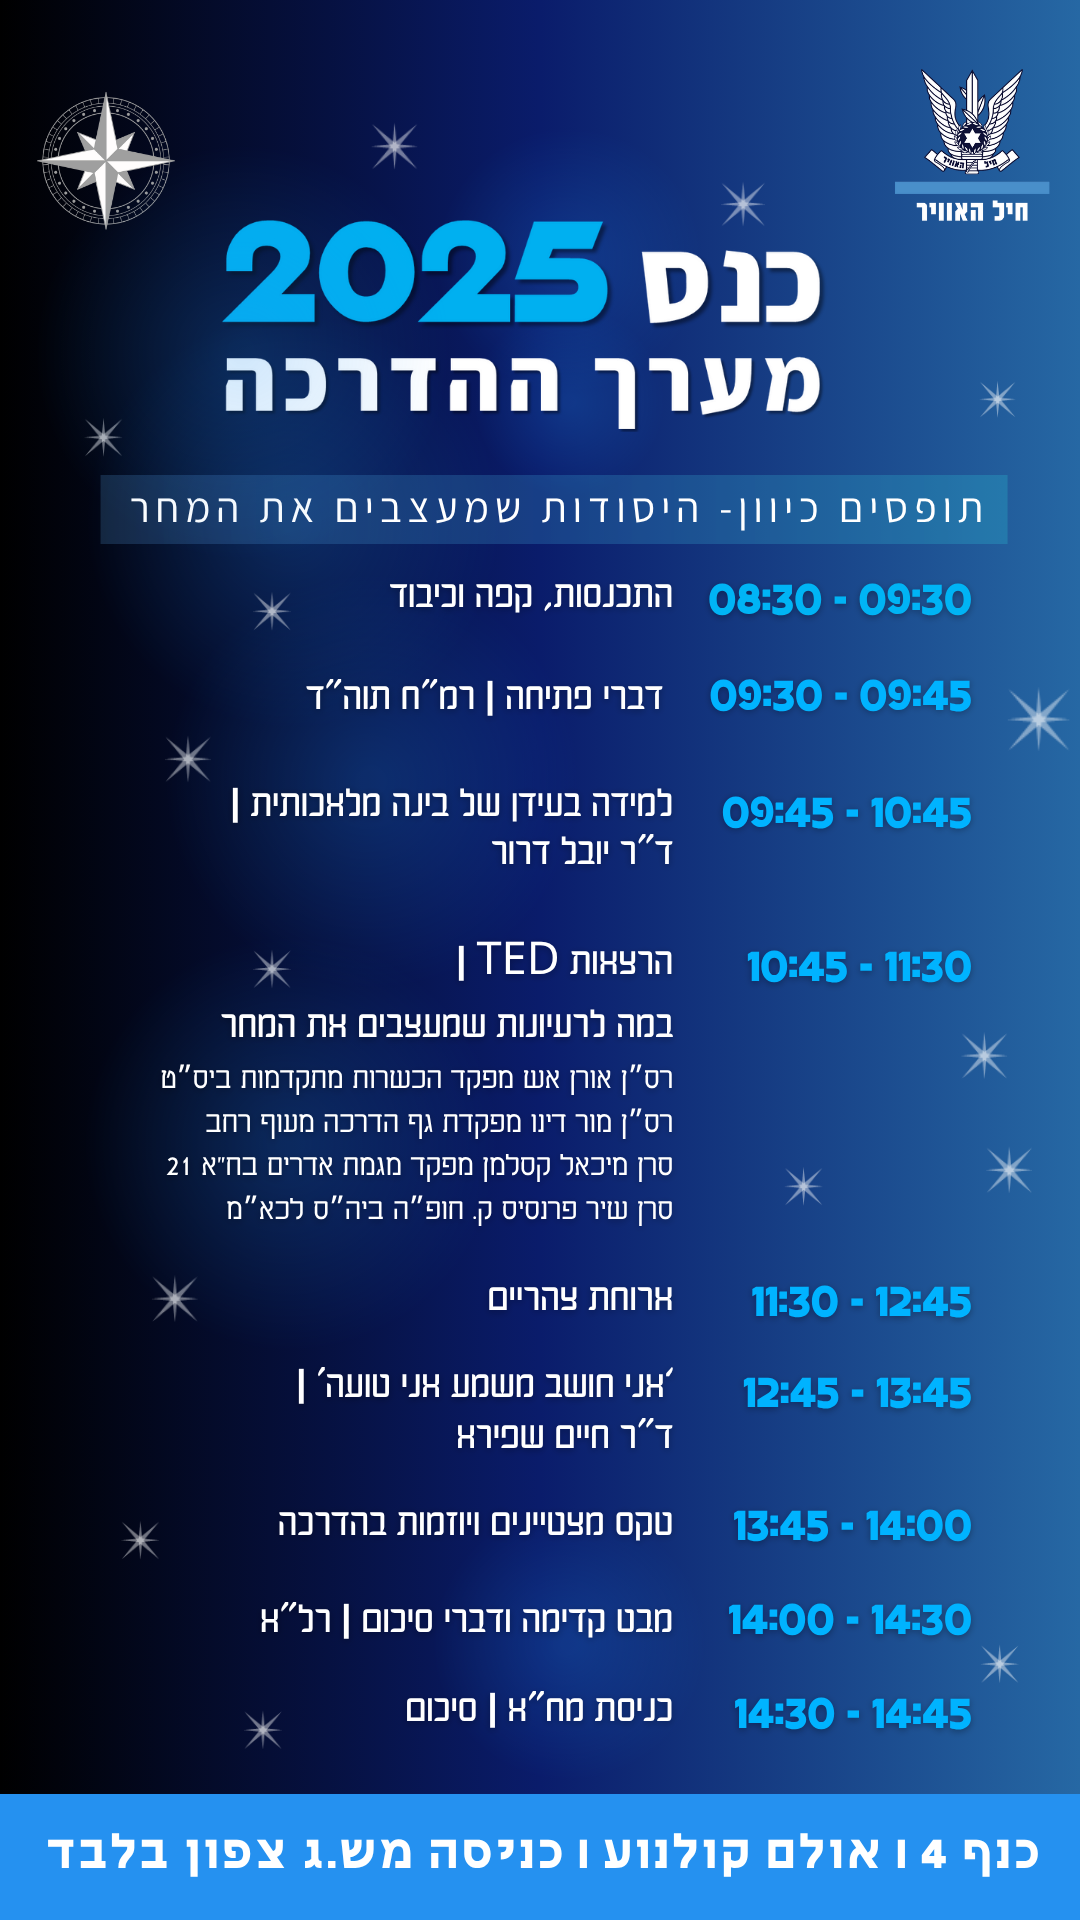 חיל האוויר
חיל האוויר
כנס 2025
מערך ההדרכה
תופסים כיוון- היסודות שמעצבים את המחר
08:30 - 09:30 התכנסות, קפה וכיבוד
09:30 - 09:45 דברי פתיחה | רמ"ח תוה"ד
09:45 - 10:45 למידה בעידן של בינה מלאכותית |
ד"ר יובל דרור
10:45 - 11:30 הרצאות TED |
במה לרעיונות שמעצבים את המחר
רס"ן אורן אש מפקד הכשרות מתקדמות ביס"ט
רס"ן מור דינו מפקדת גף הדרכה מעוף רחב
סרן מיכאל קסלמן מפקד מגמת אדרים בח"א 21
סרן שיר פרנסיס ק. חופ"ה ביה"ס לכא"מ
11:30 - 12:45 ארוחת צהריים
12:45 - 13:45 'אני חושב משמע אני טועה' |
ד"ר חיים שפירא
13:45 - 14:00 טקס מצטיינים ויוזמות בהדרכה
14:00 - 14:30 מבט קדימה ודברי סיכום | רל"א
14:30 - 14:45 כניסת מח"א | סיכום
כנף 4 ו אולם קולנוע ו כניסה מש.ג צפון בלבד